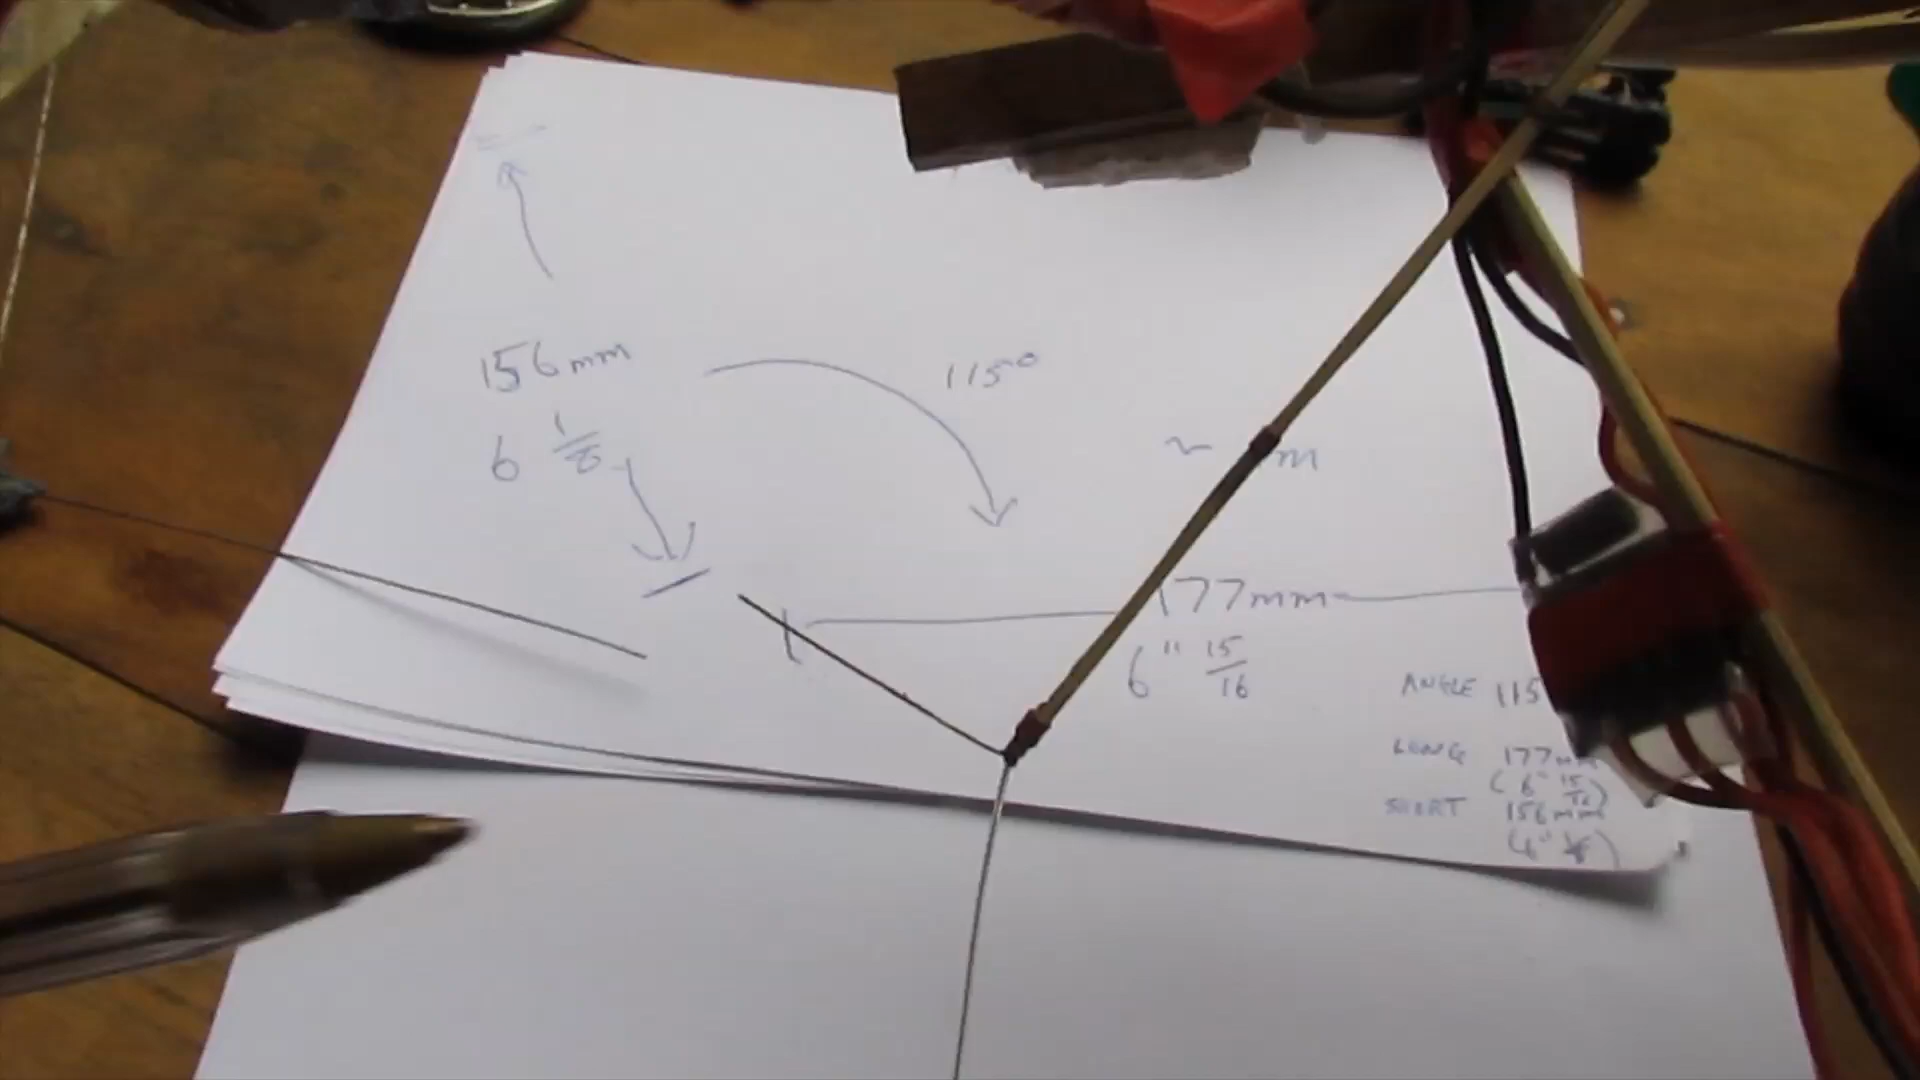 156mm
115°
6 1/8
177mm
6" 15/16
ANGLE 115
LONG 177mm
(6" 15/16)
SHORT 156mm